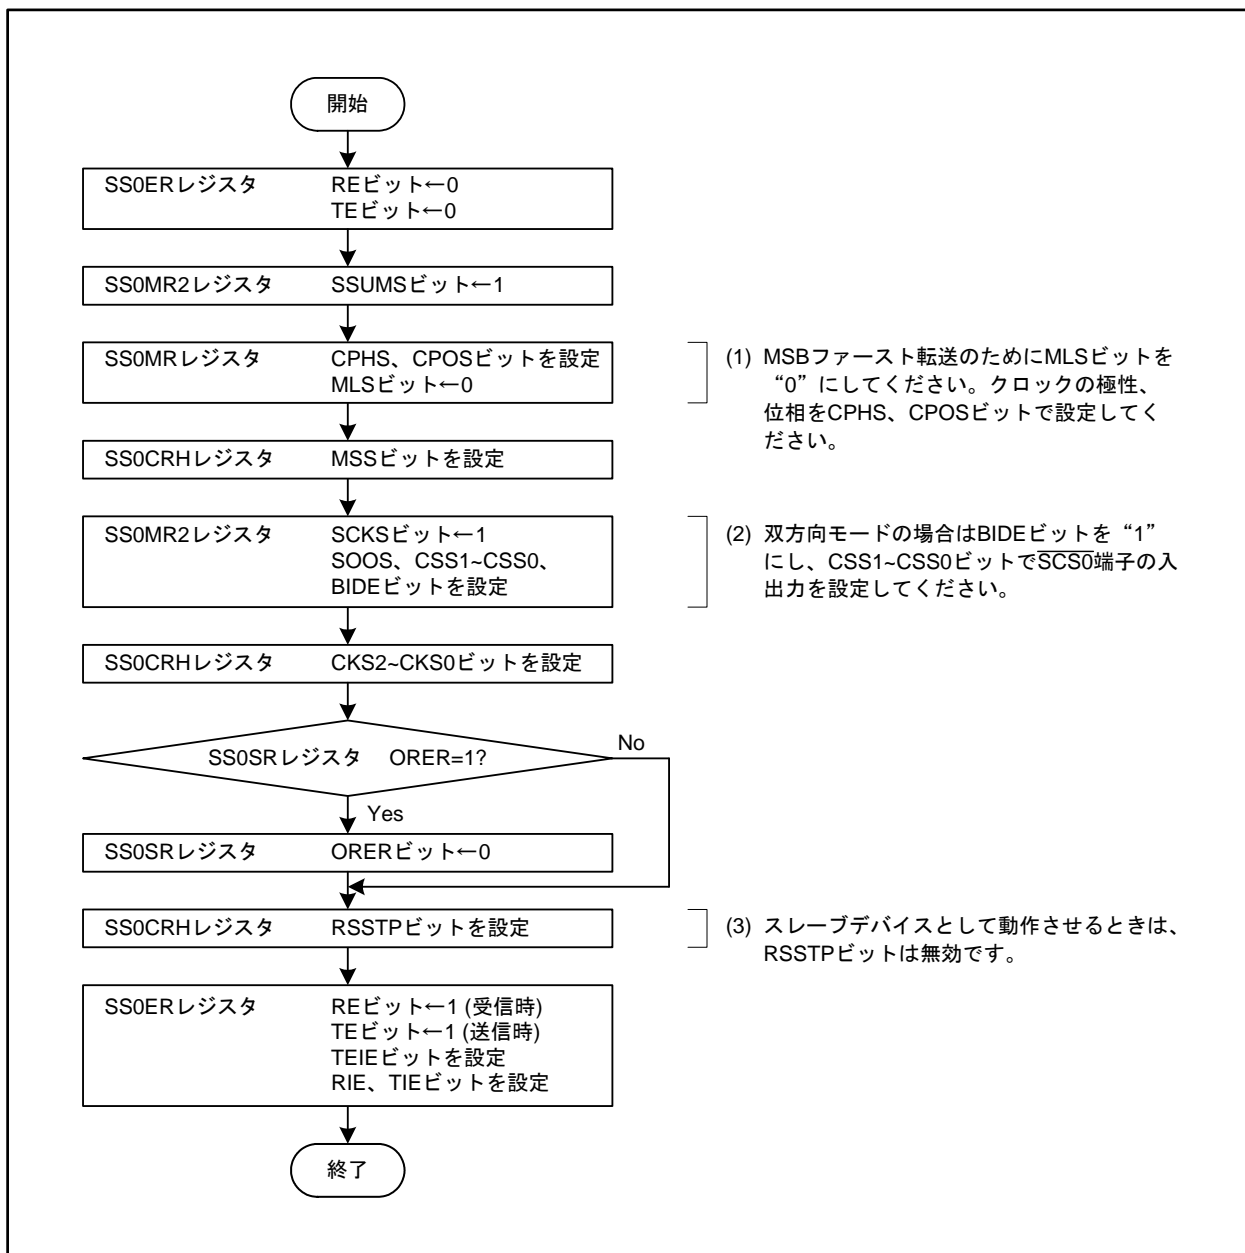 開始
SS0ERレジスタ REビット←0
TEビット←0
SS0MR2レジスタ SSUMSビット←1
SS0MRレジスタ CPHS、CPOSビットを設定
MLSビット←0
(1) MSBファースト転送のためにMLSビットを
“0”にしてください。クロックの極性、
位相をCPHS、CPOSビットで設定してく
ださい。
SS0CRHレジスタ MSSビットを設定
SS0MR2レジスタ SCKSビット←1
SOOS、CSS1~CSS0、
BIDEビットを設定
(2) 双方向モードの場合はBIDEビットを“1”
にし、CSS1~CSS0ビットでSCS0端子の入
出力を設定してください。
SS0CRHレジスタ CKS2~CKS0ビットを設定
SS0SRレジスタ ORER=1?
No
Yes
SS0SRレジスタ ORERビット←0
SS0CRHレジスタ RSSTPビットを設定
(3) スレーブデバイスとして動作させるときは、
RSSTPビットは無効です。
SS0ERレジスタ REビット←1 (受信時)
TEビット←1 (送信時)
TEIEビットを設定
RIE、TIEビットを設定
終了